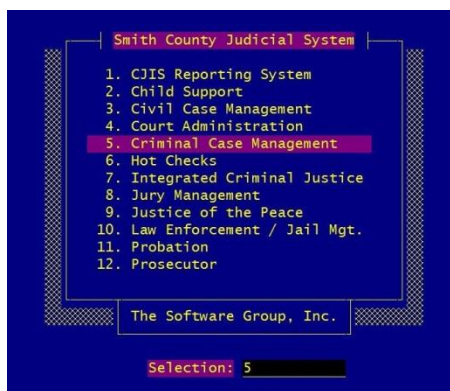 Smith County Judicial System
1. CJIS Reporting System
2. Child Support
3. Civil Case Management
4. Court Administration
5. Criminal Case Management
6. Hot Checks
7. Integrated Criminal Justice
8. Jury Management
9. Justice of the Peace
10. Law Enforcement / Jail Mgt.
11. Probation
12. Prosecutor
The Software Group, Inc.
Selection: 5